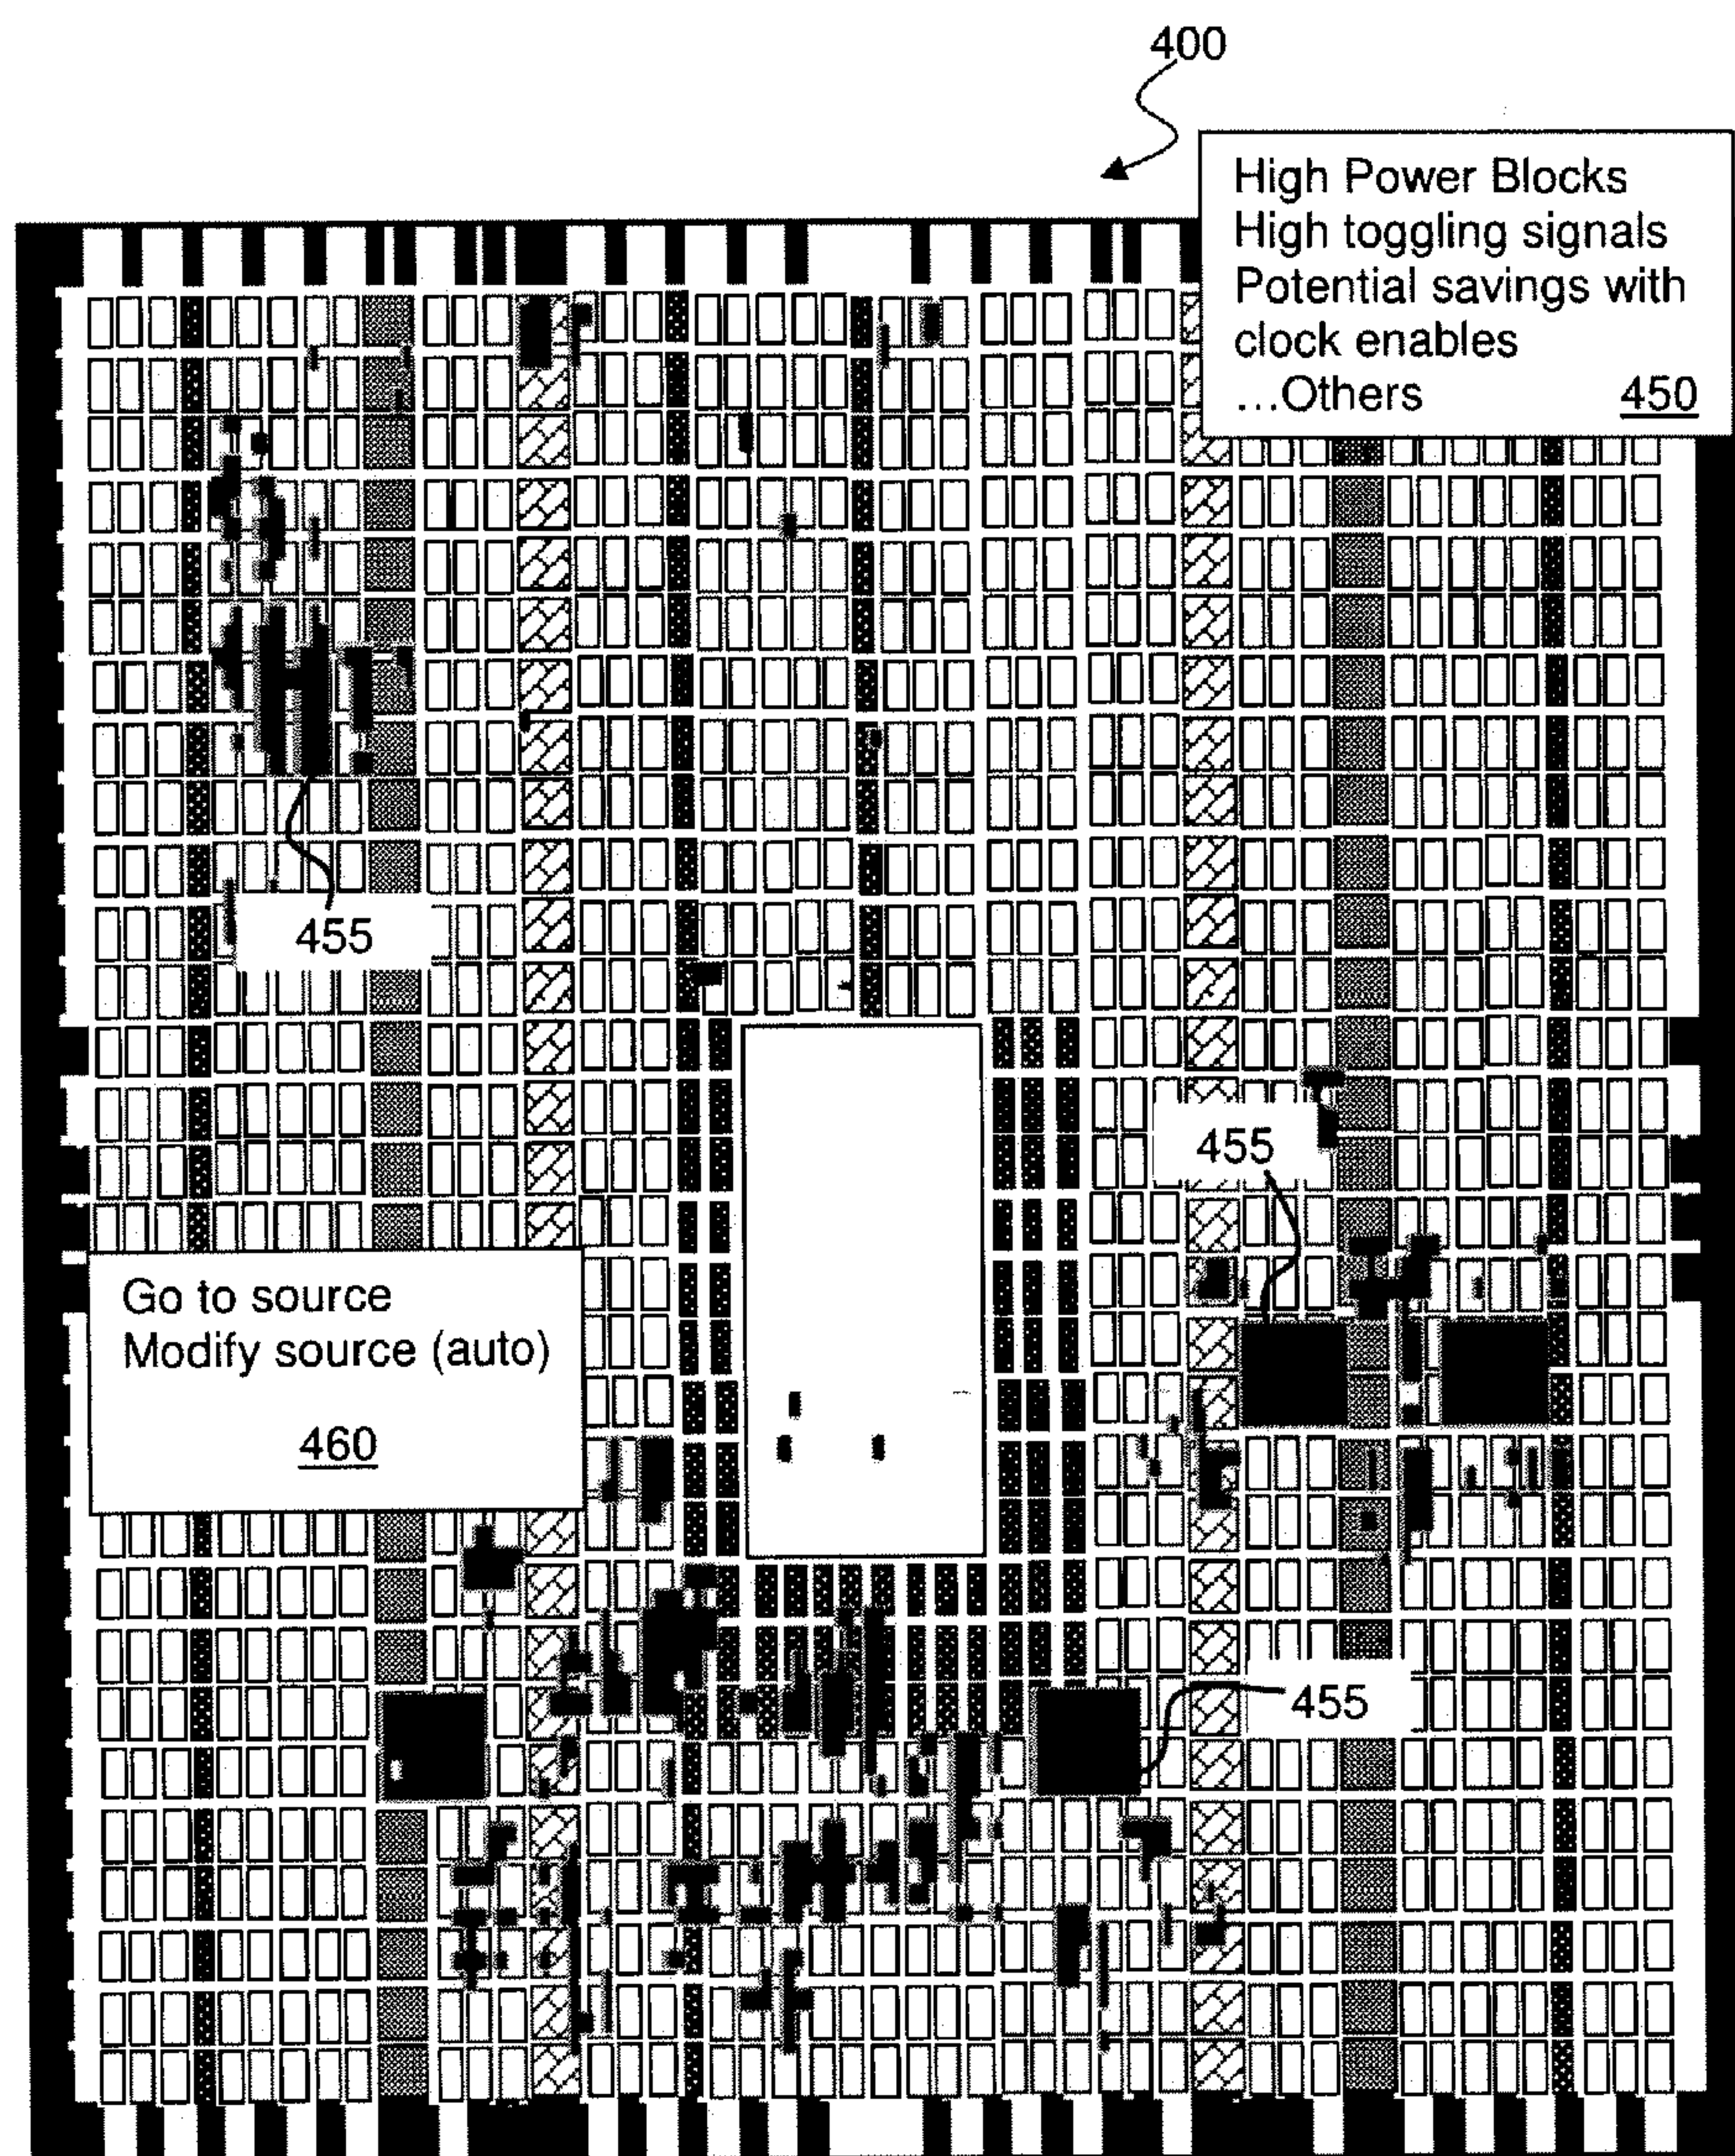 400
High Power Blocks
High toggling signals
Potential savings with
clock enables
...Others 450
455
455
Go to source
Modify source (auto)
460
455